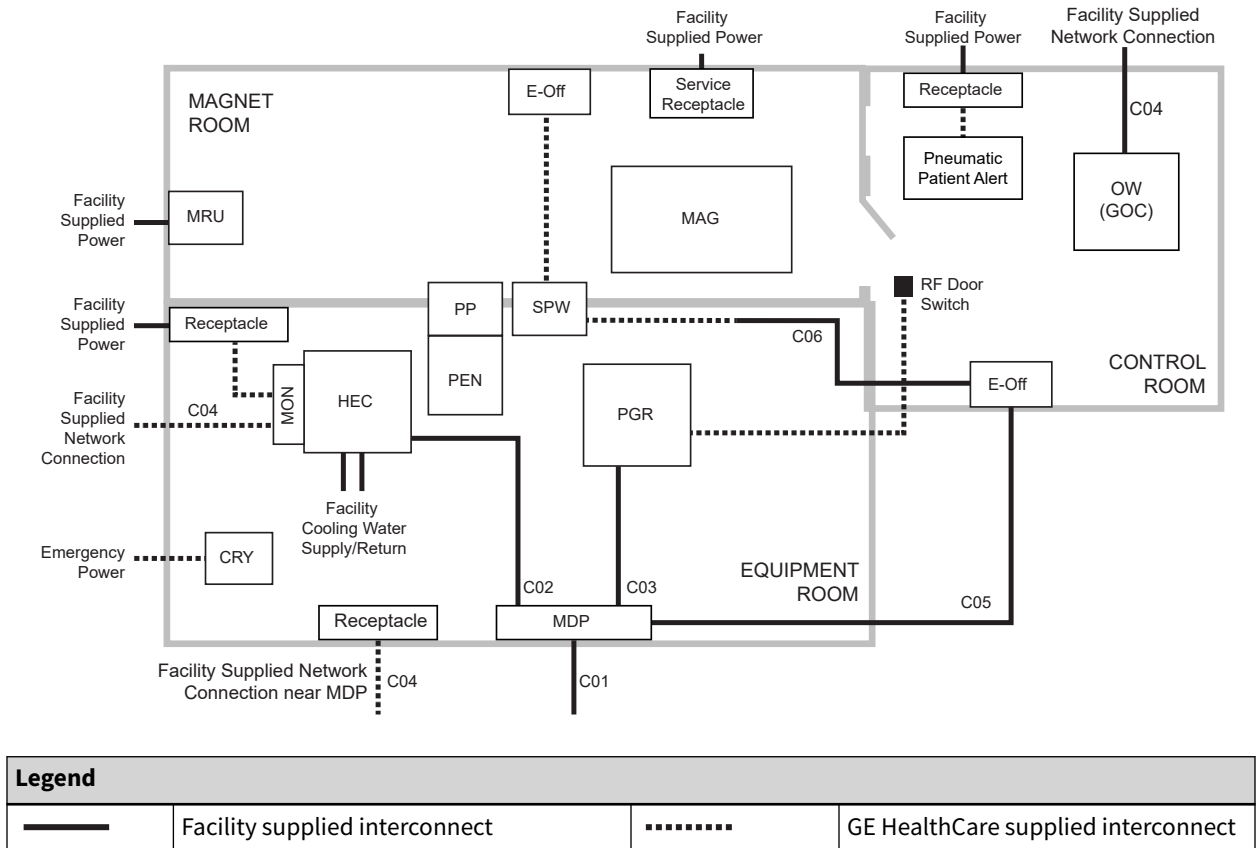 Facility
Supplied Power
Facility
Supplied Power
Facility Supplied
Network Connection
MAGNET
ROOM
E-Off
Service
Receptacle
Receptacle
C04
Pneumatic
Patient Alert
OW
(GOC)
Facility
Supplied
Power
MRU
MAG
RF Door
Switch
Facility
Supplied
Power
Receptacle
PP
SPW
C06
CONTROL
ROOM
E-Off
PEN
Facility
Supplied
Network
Connection
C04
MON
HEC
PGR
Facility
Cooling Water
Supply/Return
Emergency
Power
CRY
EQUIPMENT
ROOM
C02
C03
C05
Receptacle
MDP
Facility Supplied Network
Connection near MDP
C04
C01
Legend
Facility supplied interconnect
GE HealthCare supplied interconnect